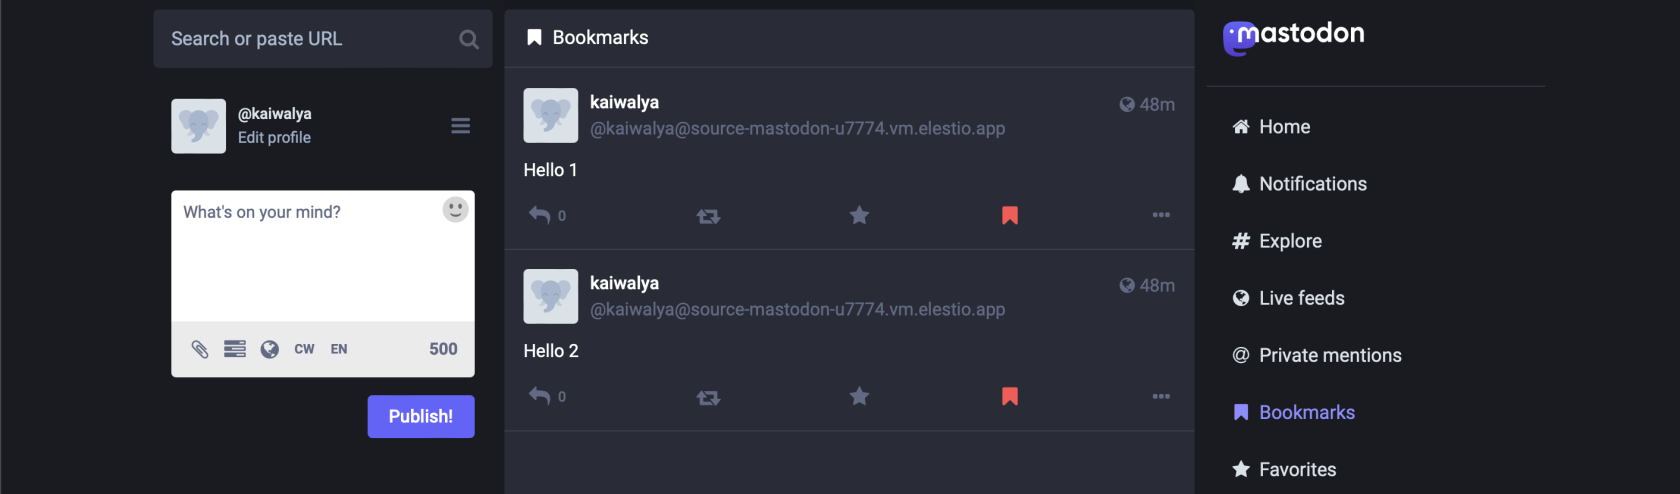 Search or paste URL
@kaiwalya
Edit profile
What's on your mind?
CW EN 500
Publish!
Bookmarks
kaiwalya
48m
@kaiwalya@source-mastodon-u7774.vm.elestio.app
Hello 1
0
kaiwalya
48m
@kaiwalya@source-mastodon-u7774.vm.elestio.app
Hello 2
0
mastodon
Home
Notifications
# Explore
Live feeds
@ Private mentions
Bookmarks
Favorites